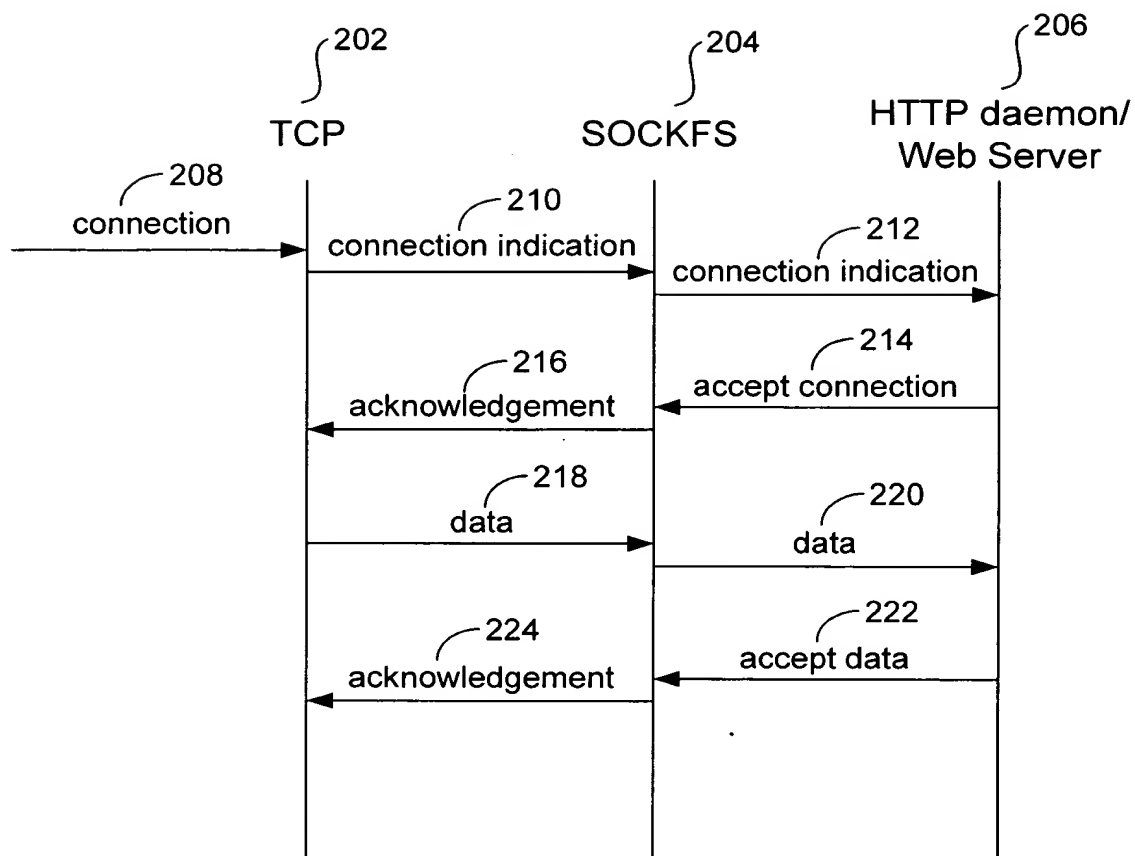 202
204
206
TCP
SOCKFS
HTTP daemon/
Web Server
208
connection
210
connection indication
212
connection indication
214
accept connection
216
acknowledgement
218
data
220
data
222
accept data
224
acknowledgement